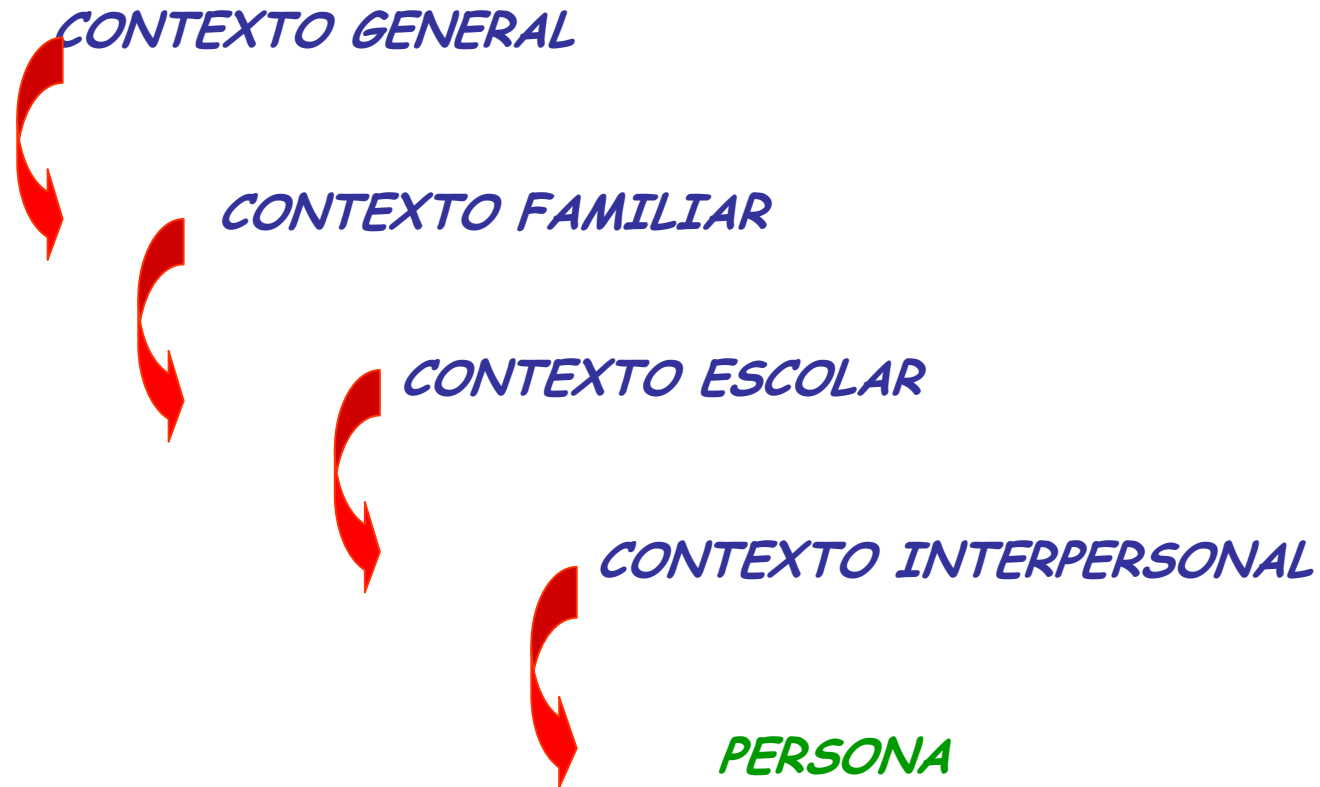 CONTEXTO GENERAL
CONTEXTO FAMILIAR
CONTEXTO ESCOLAR
CONTEXTO INTERPERSONAL
PERSONA